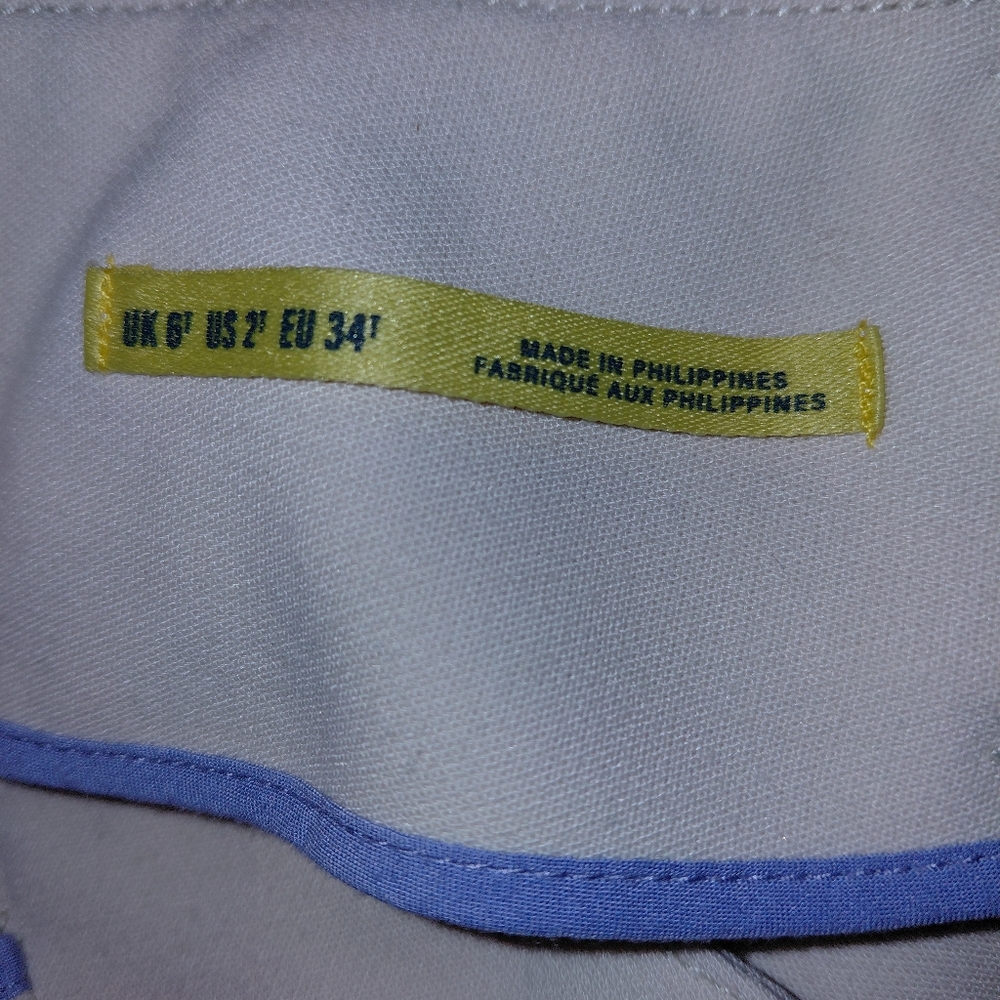 UK 6ᵀ US 2ᵀ EU 34ᵀ
MADE IN PHILIPPINES
FABRIQUÉ AUX PHILIPPINES